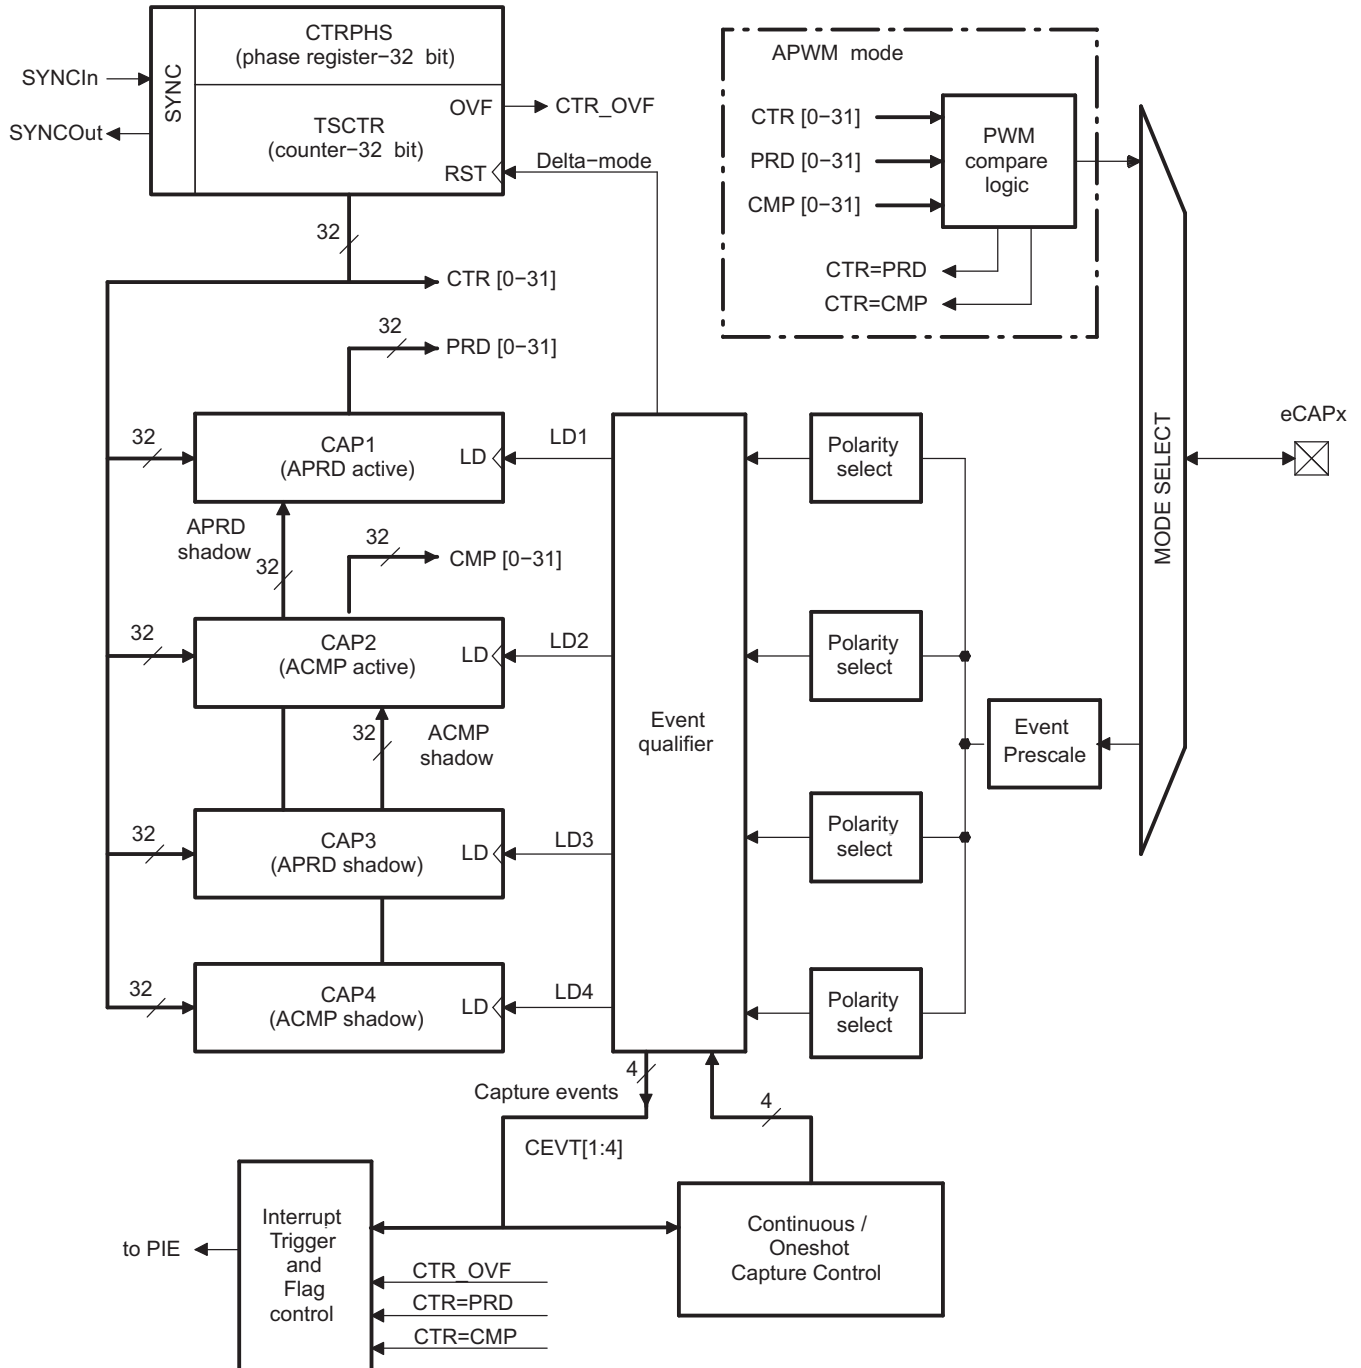 CTRPHS
(phase register−32 bit)
SYNC
SYNCIn
SYNCOut
OVF
CTR_OVF
TSCTR
(counter−32 bit)
RST
Delta−mode
32
CTR [0−31]
32
PRD [0−31]
APWM mode
CTR [0−31]
PRD [0−31]
CMP [0−31]
PWM
compare
logic
CTR=PRD
CTR=CMP
MODE SELECT
eCAPx
32
CAP1
(APRD active)
LD
LD1
Polarity
select
APRD
shadow
32
32
CMP [0−31]
32
CAP2
(ACMP active)
LD
LD2
Polarity
select
32
ACMP
shadow
Event
qualifier
Event
Prescale
32
CAP3
(APRD shadow)
LD
LD3
Polarity
select
32
CAP4
(ACMP shadow)
LD
LD4
Polarity
select
4
Capture events
4
CEVT[1:4]
to PIE
Interrupt
Trigger
and
Flag
control
CTR_OVF
CTR=PRD
CTR=CMP
Continuous /
Oneshot
Capture Control